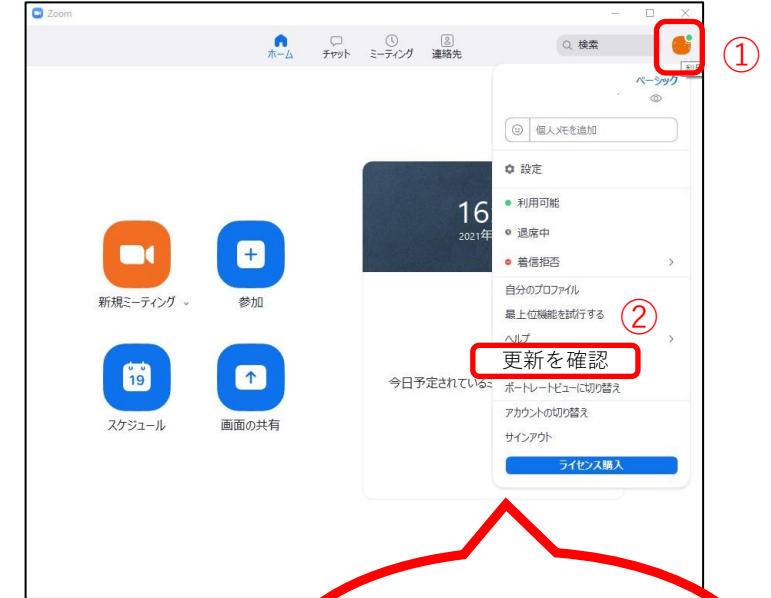 Zoom
ホーム
チャット
ミーティング
連絡先
検索
①
ベーシック
個人メモを追加
設定
16
2021年
利用可能
退席中
着信拒否
新規ミーティング
参加
自分のプロファイル
最上位機能を試行する
②
ヘルプ
更新を確認
19
今日予定されている
ポートレートビューに切り替え
スケジュール
画面の共有
アカウントの切り替え
サインアウト
ライセンス購入